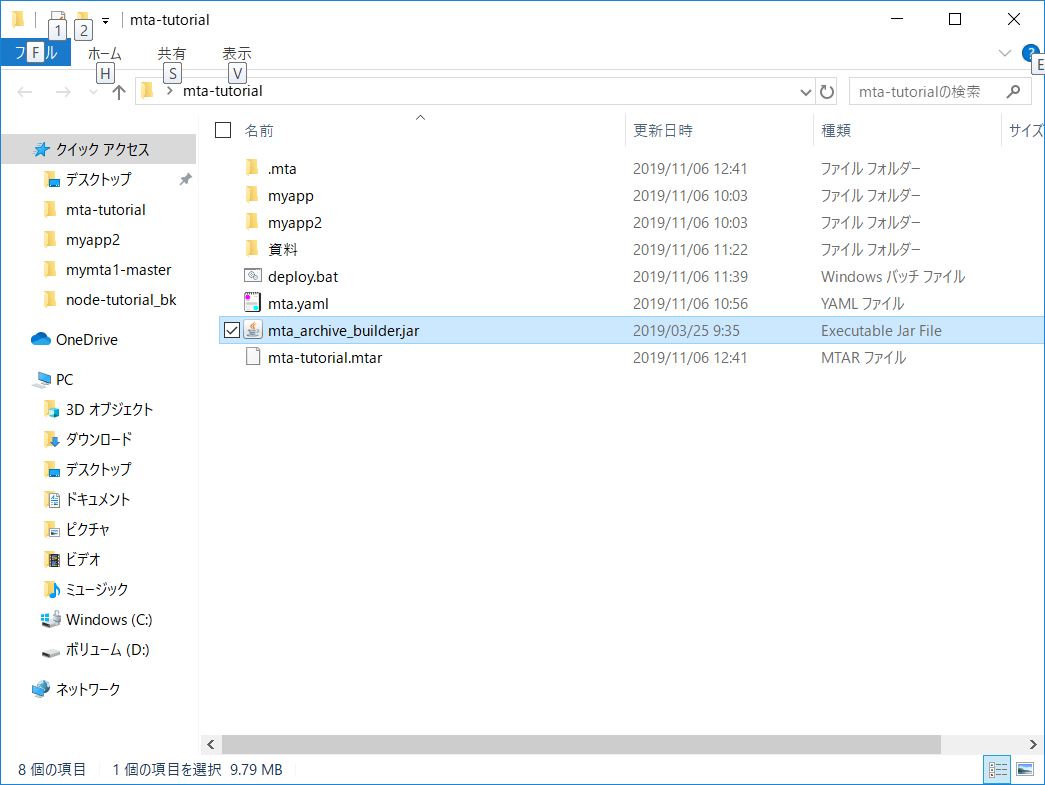 1 2 mta-tutorial
ファイル F ホーム 共有 表示 ? E
H S V
mta-tutorial mta-tutorialの検索
名前 更新日時 種類 サイズ
クイック アクセス
デスクトップ
mta-tutorial
myapp2
mymta1-master
node-tutorial_bk
OneDrive
PC
3D オブジェクト
ダウンロード
デスクトップ
ドキュメント
ピクチャ
ビデオ
ミュージック
Windows (C:)
ボリューム (D:)
ネットワーク
.mta 2019/11/06 12:41 ファイル フォルダー
myapp 2019/11/06 10:03 ファイル フォルダー
myapp2 2019/11/06 10:03 ファイル フォルダー
資料 2019/11/06 11:22 ファイル フォルダー
deploy.bat 2019/11/06 11:39 Windows バッチ ファイル
mta.yaml 2019/11/06 10:56 YAML ファイル
mta_archive_builder.jar 2019/03/25 9:35 Executable Jar File
mta-tutorial.mtar 2019/11/06 12:41 MTAR ファイル
8 個の項目 1 個の項目を選択 9.79 MB